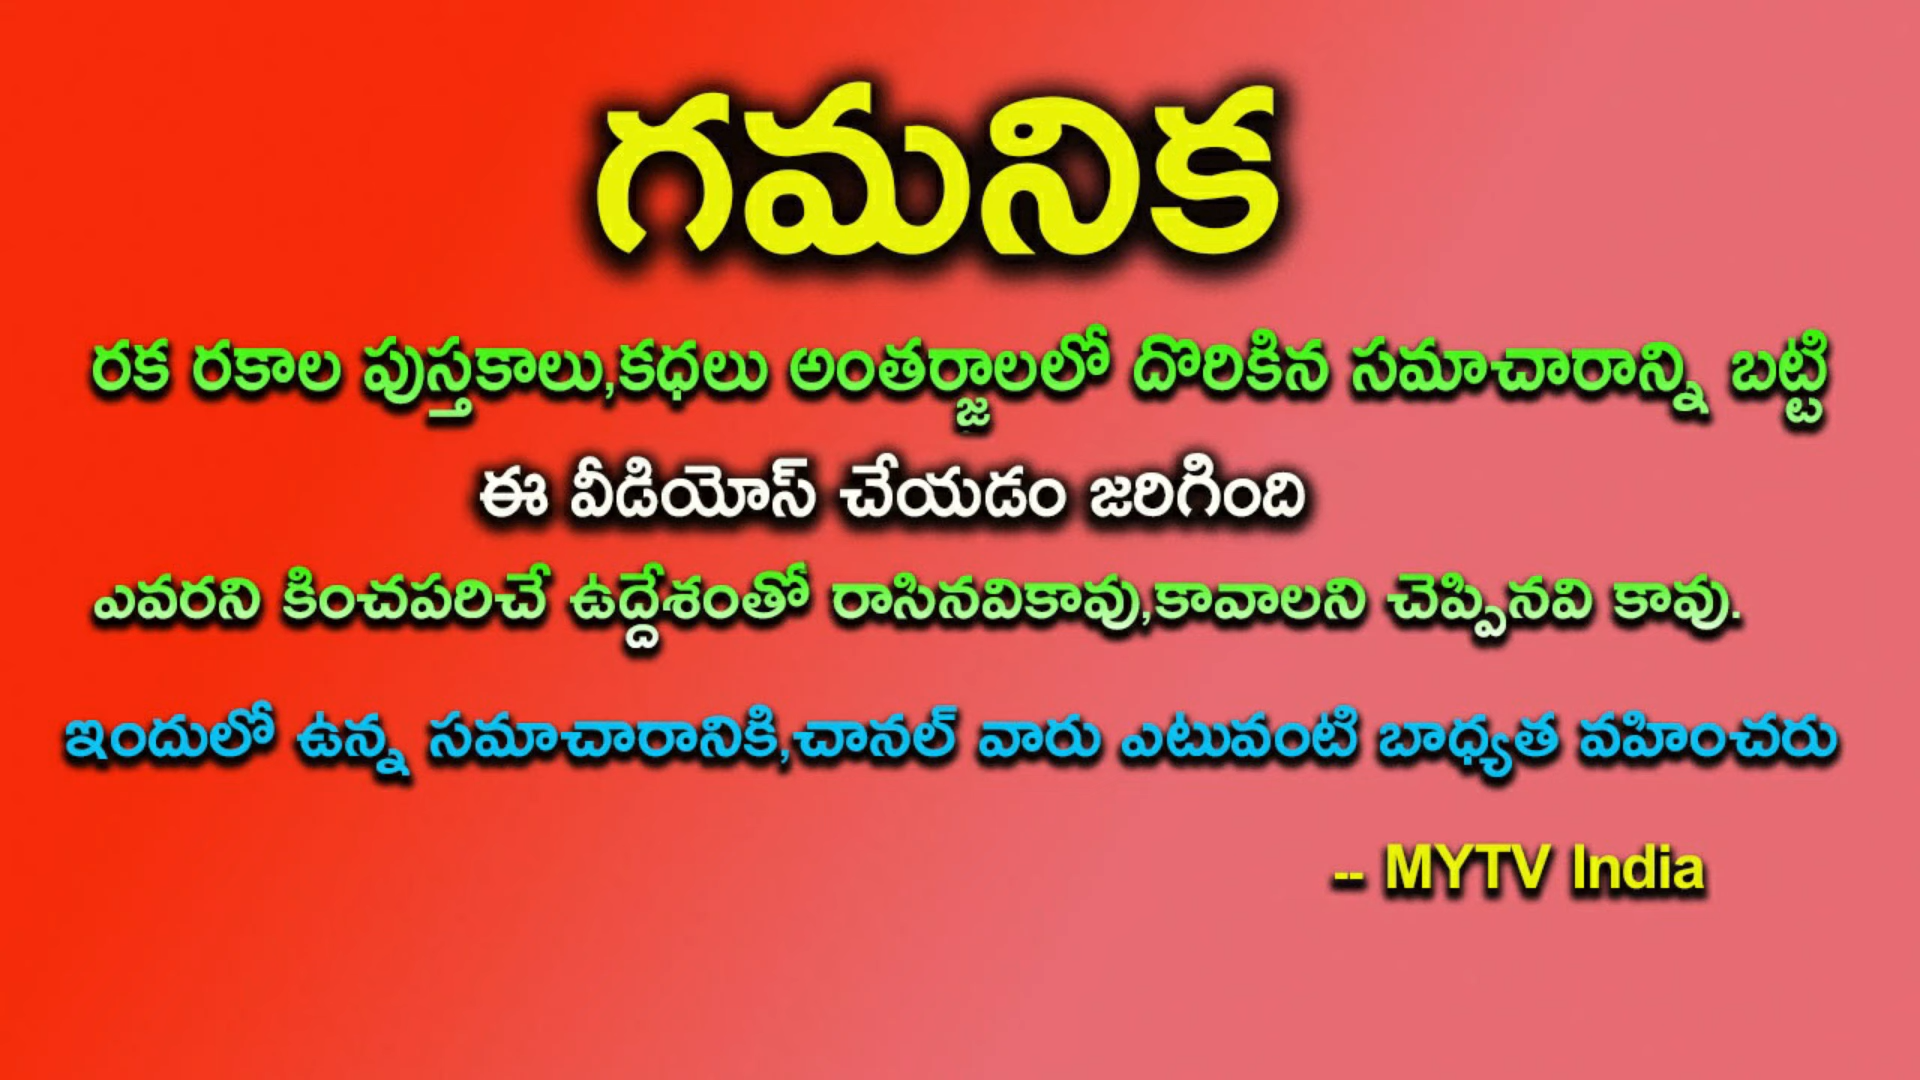 గమనిక
రక రకాల పుస్తకాలు,కధలు అంతర్జాలలో దొరికిన సమాచారాన్ని బట్టి
ఈ వీడియోస్ చేయడం జరిగింది
ఎవరని కించపరిచే ఉద్దేశంతో రాసినవికావు,కావాలని చెప్పినవి కావు.
ఇందులో ఉన్న సమాచారానికి,చానల్ వారు ఎటువంటి బాధ్యత వహించరు
-- MYTV India